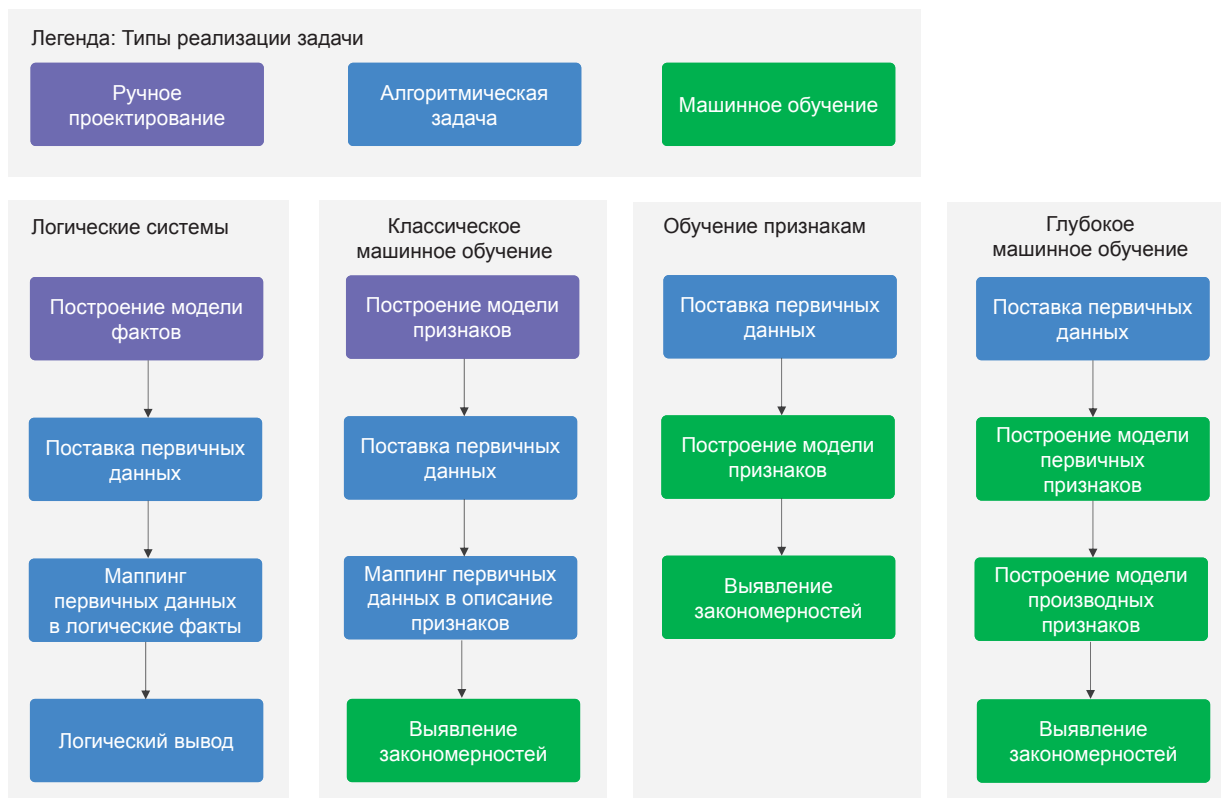 Легенда: Типы реализации задачи
Ручное
проектирование
Алгоритмическая
задача
Машинное обучение
Логические системы
Построение модели
фактов
Поставка первичных
данных
Маппинг
первичных данных
в логические факты
Логический вывод
Классическое
машинное обучение
Построение модели
признаков
Поставка первичных
данных
Маппинг первичных
данных в описание
признаков
Выявление
закономерностей
Обучение признакам
Поставка первичных
данных
Построение модели
признаков
Выявление
закономерностей
Глубокое
машинное обучение
Поставка первичных
данных
Построение модели
первичных
признаков
Построение модели
производных
признаков
Выявление
закономерностей